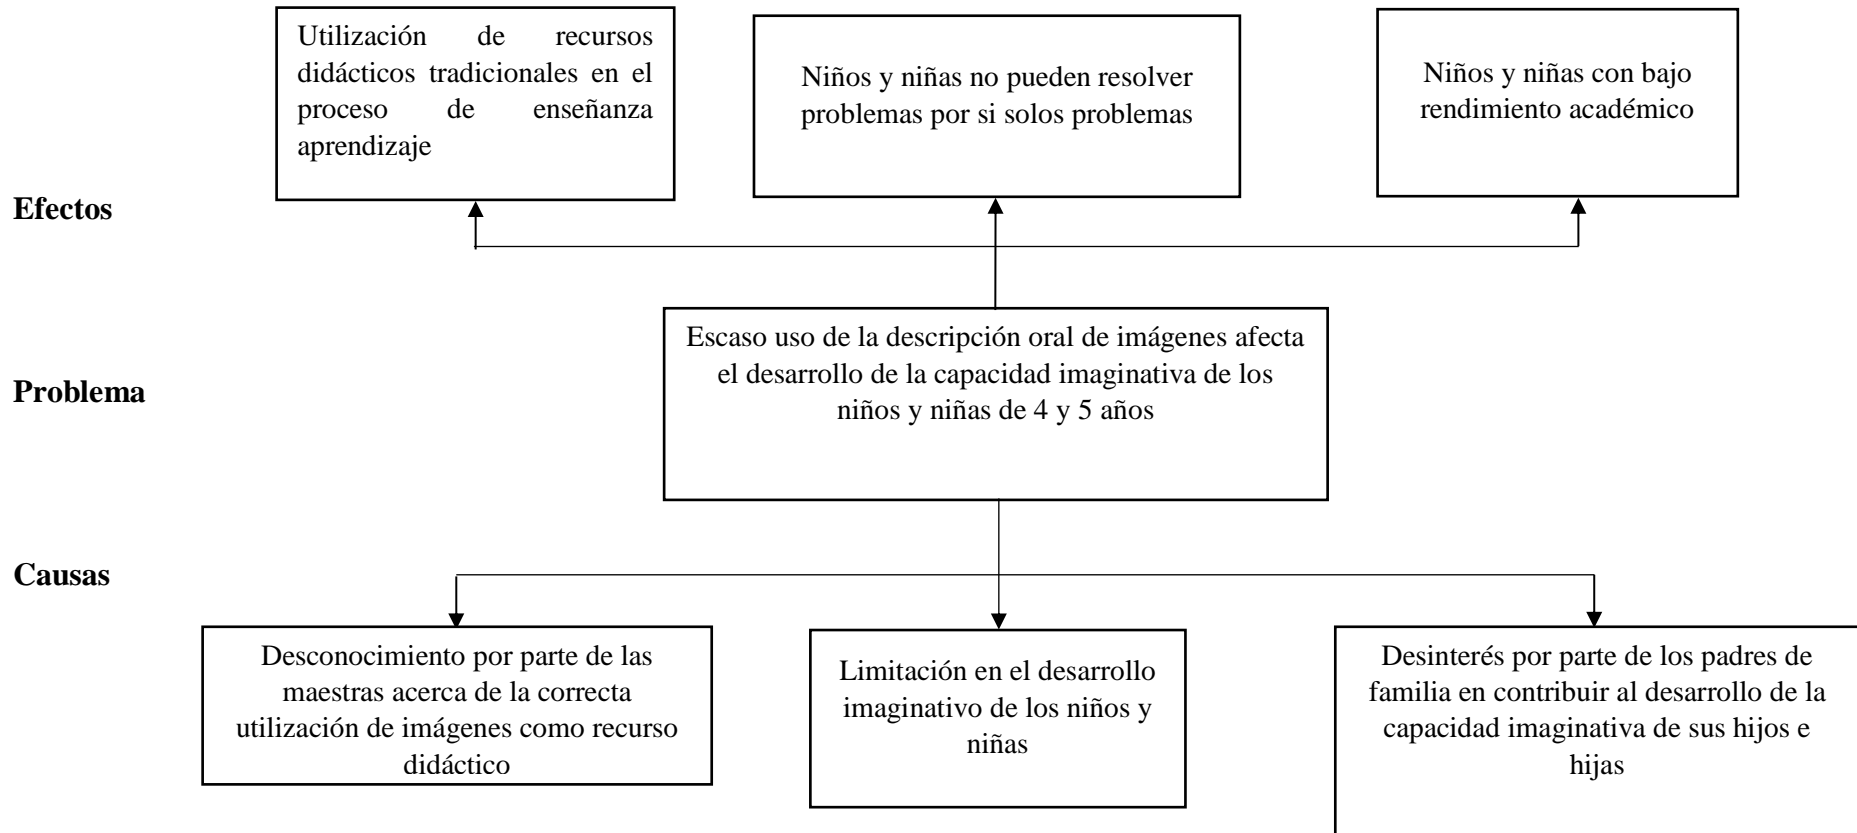 Utilización de recursos
didácticos tradicionales en el
proceso de enseñanza
aprendizaje
Niños y niñas no pueden resolver
problemas por si solos problemas
Niños y niñas con bajo
rendimiento académico
Efectos
Escaso uso de la descripción oral de imágenes afecta
el desarrollo de la capacidad imaginativa de los
niños y niñas de 4 y 5 años
Problema
Causas
Desconocimiento por parte de las
maestras acerca de la correcta
utilización de imágenes como recurso
didáctico
Limitación en el desarrollo
imaginativo de los niños y
niñas
Desinterés por parte de los padres de
familia en contribuir al desarrollo de la
capacidad imaginativa de sus hijos e
hijas